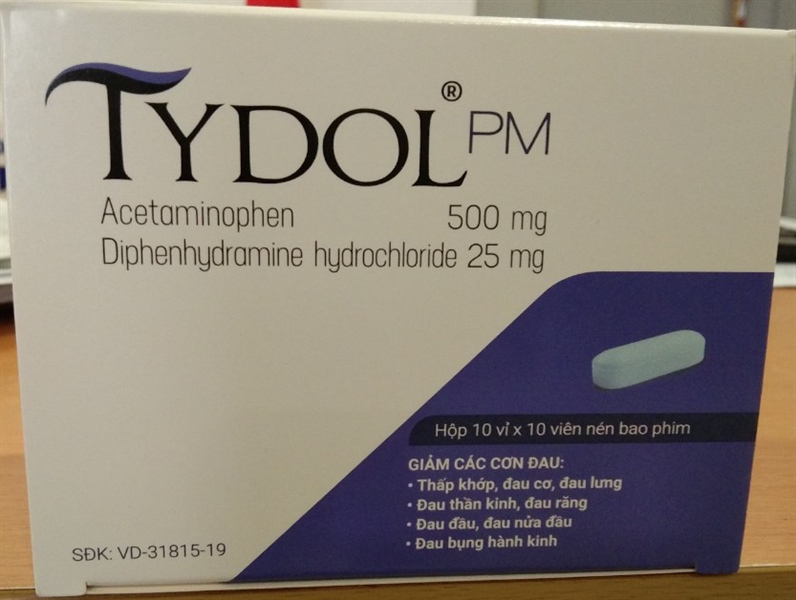 TYDOL® PM
Acetaminophen 500 mg
Diphenhydramine hydrochloride 25 mg
Hộp 10 vỉ x 10 viên nén bao phim
GIẢM CÁC CƠN ĐAU:
• Thấp khớp, đau cơ, đau lưng
• Đau thần kinh, đau răng
• Đau đầu, đau nửa đầu
• Đau bụng hành kinh
SĐK: VD-31815-19